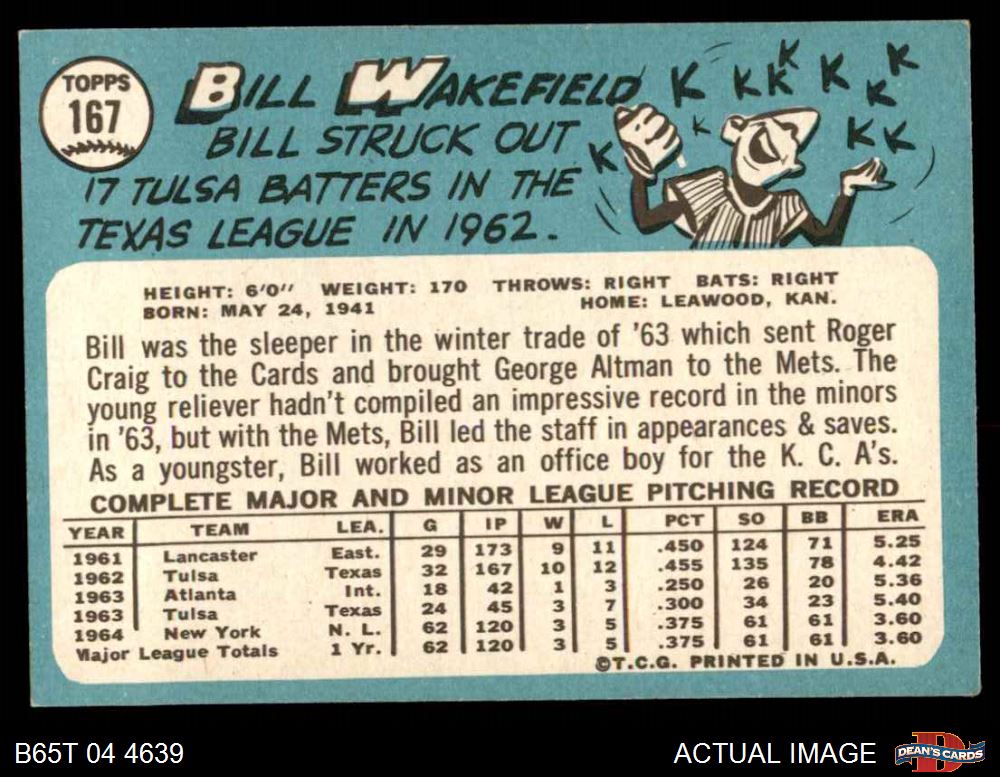 TOPPS
167
BILL WAKEFIELD
BILL STRUCK OUT
17 TULSA BATTERS IN THE
TEXAS LEAGUE IN 1962.
K K K K K K K K K K K
HEIGHT: 6'0" WEIGHT: 170 THROWS: RIGHT BATS: RIGHT
BORN: MAY 24, 1941 HOME: LEAWOOD, KAN.
Bill was the sleeper in the winter trade of '63 which sent Roger
Craig to the Cards and brought George Altman to the Mets. The
young reliever hadn't compiled an impressive record in the minors
in '63, but with the Mets, Bill led the staff in appearances & saves.
As a youngster, Bill worked as an office boy for the K. C. A's.
COMPLETE MAJOR AND MINOR LEAGUE PITCHING RECORD
YEAR TEAM LEA. G IP W L PCT SO BB ERA
1961 Lancaster East. 29 173 9 11 .450 124 71 5.25
1962 Tulsa Texas 32 167 10 12 .455 135 78 4.42
1963 Atlanta Int. 18 42 1 3 .250 26 20 5.36
1963 Tulsa Texas 24 45 3 7 .300 34 23 5.40
1964 New York N. L. 62 120 3 5 .375 61 61 3.60
Major League Totals 1 Yr. 62 120 3 5 .375 61 61 3.60
©T.C.G. PRINTED IN U.S.A.
B65T 04 4639 ACTUAL IMAGE DEAN'S CARDS